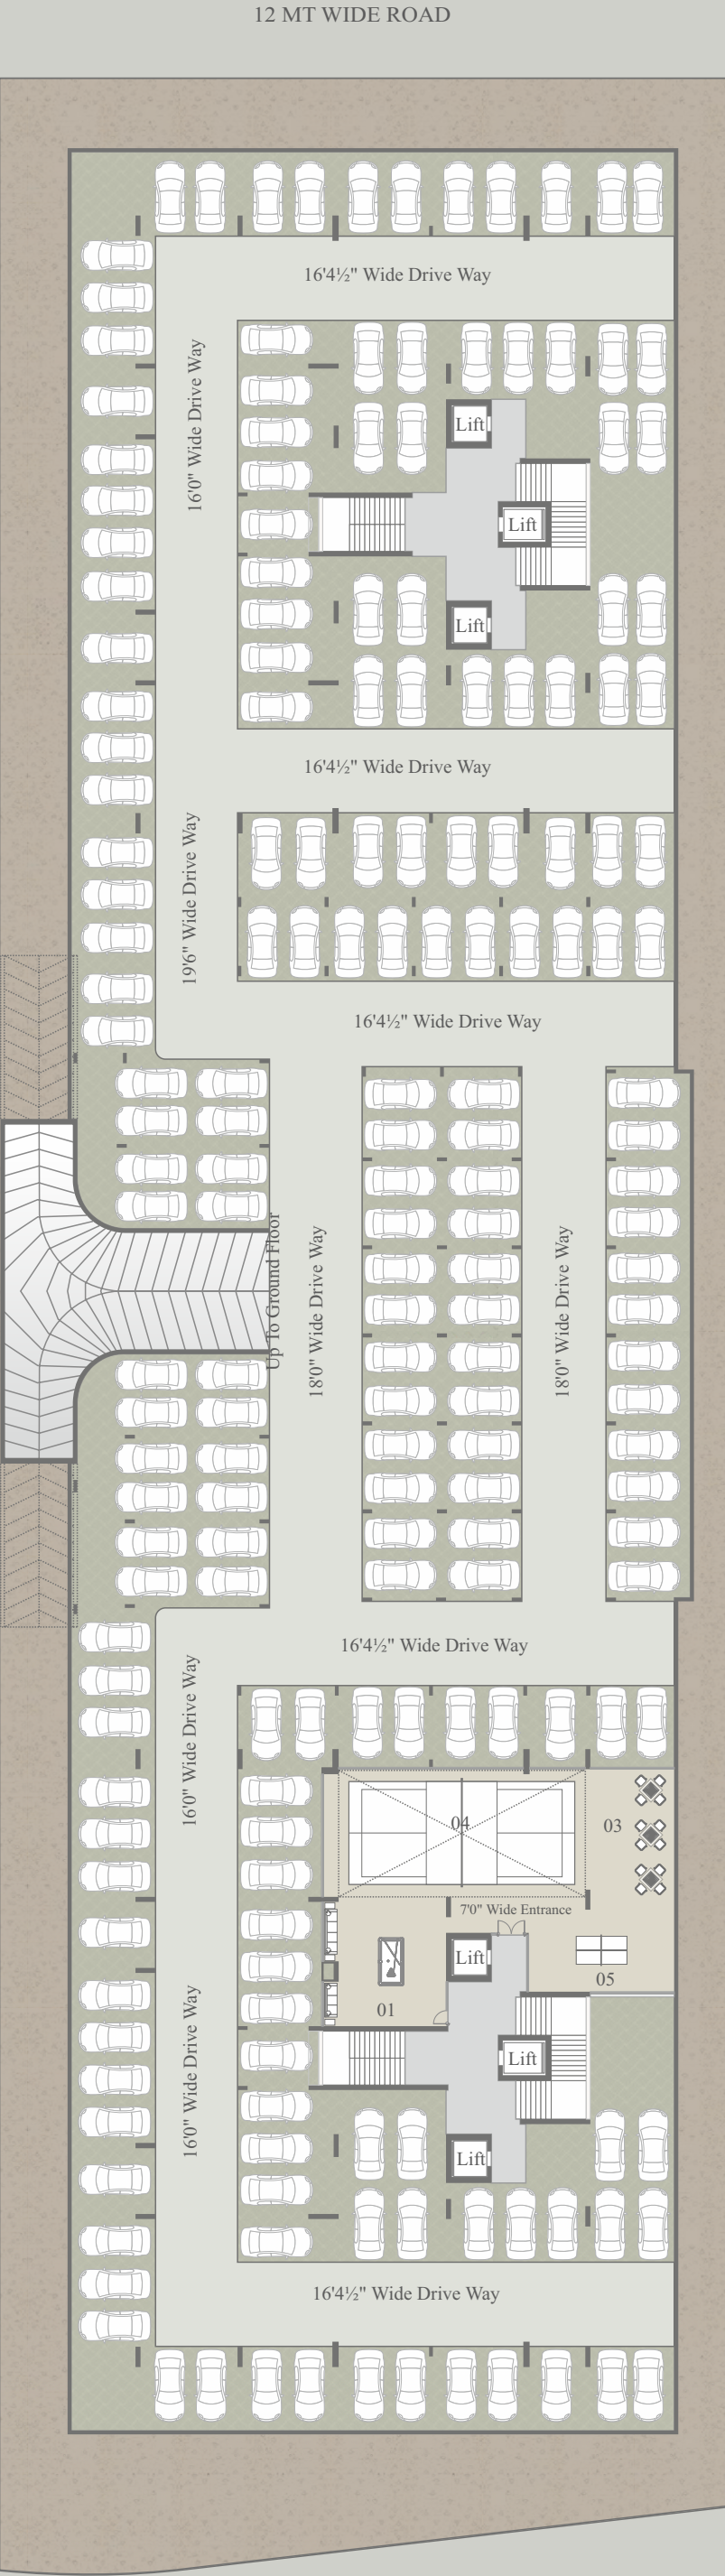 12 MT WIDE ROAD
16'4½" Wide Drive Way
16'0" Wide Drive Way
Lift
Lift
Lift
16'4½" Wide Drive Way
19'6" Wide Drive Way
16'4½" Wide Drive Way
Up To Ground Floor
18'0" Wide Drive Way
18'0" Wide Drive Way
16'4½" Wide Drive Way
16'0" Wide Drive Way
04
03
7'0" Wide Entrance
Lift
05
01
16'0" Wide Drive Way
Lift
Lift
16'4½" Wide Drive Way